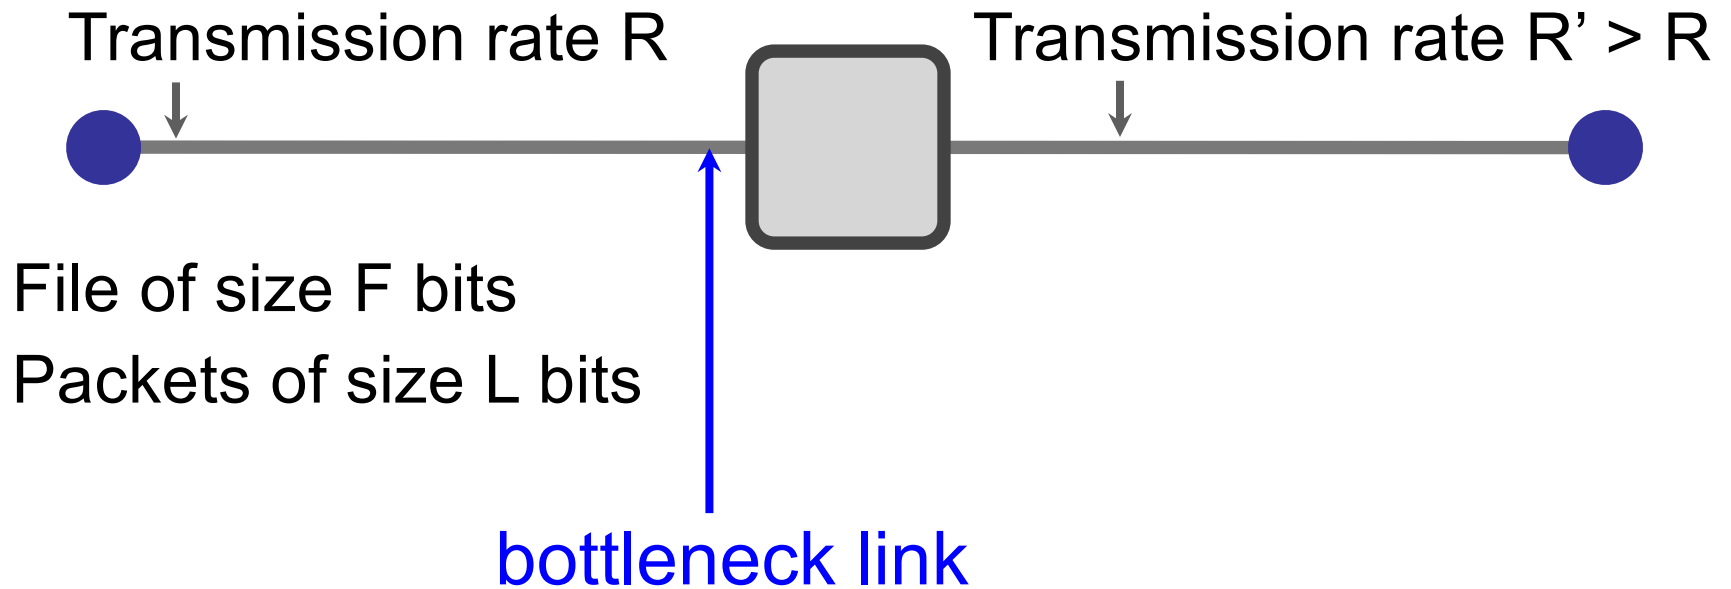 Transmission rate R
Transmission rate R’ > R
File of size F bits
Packets of size L bits
bottleneck link